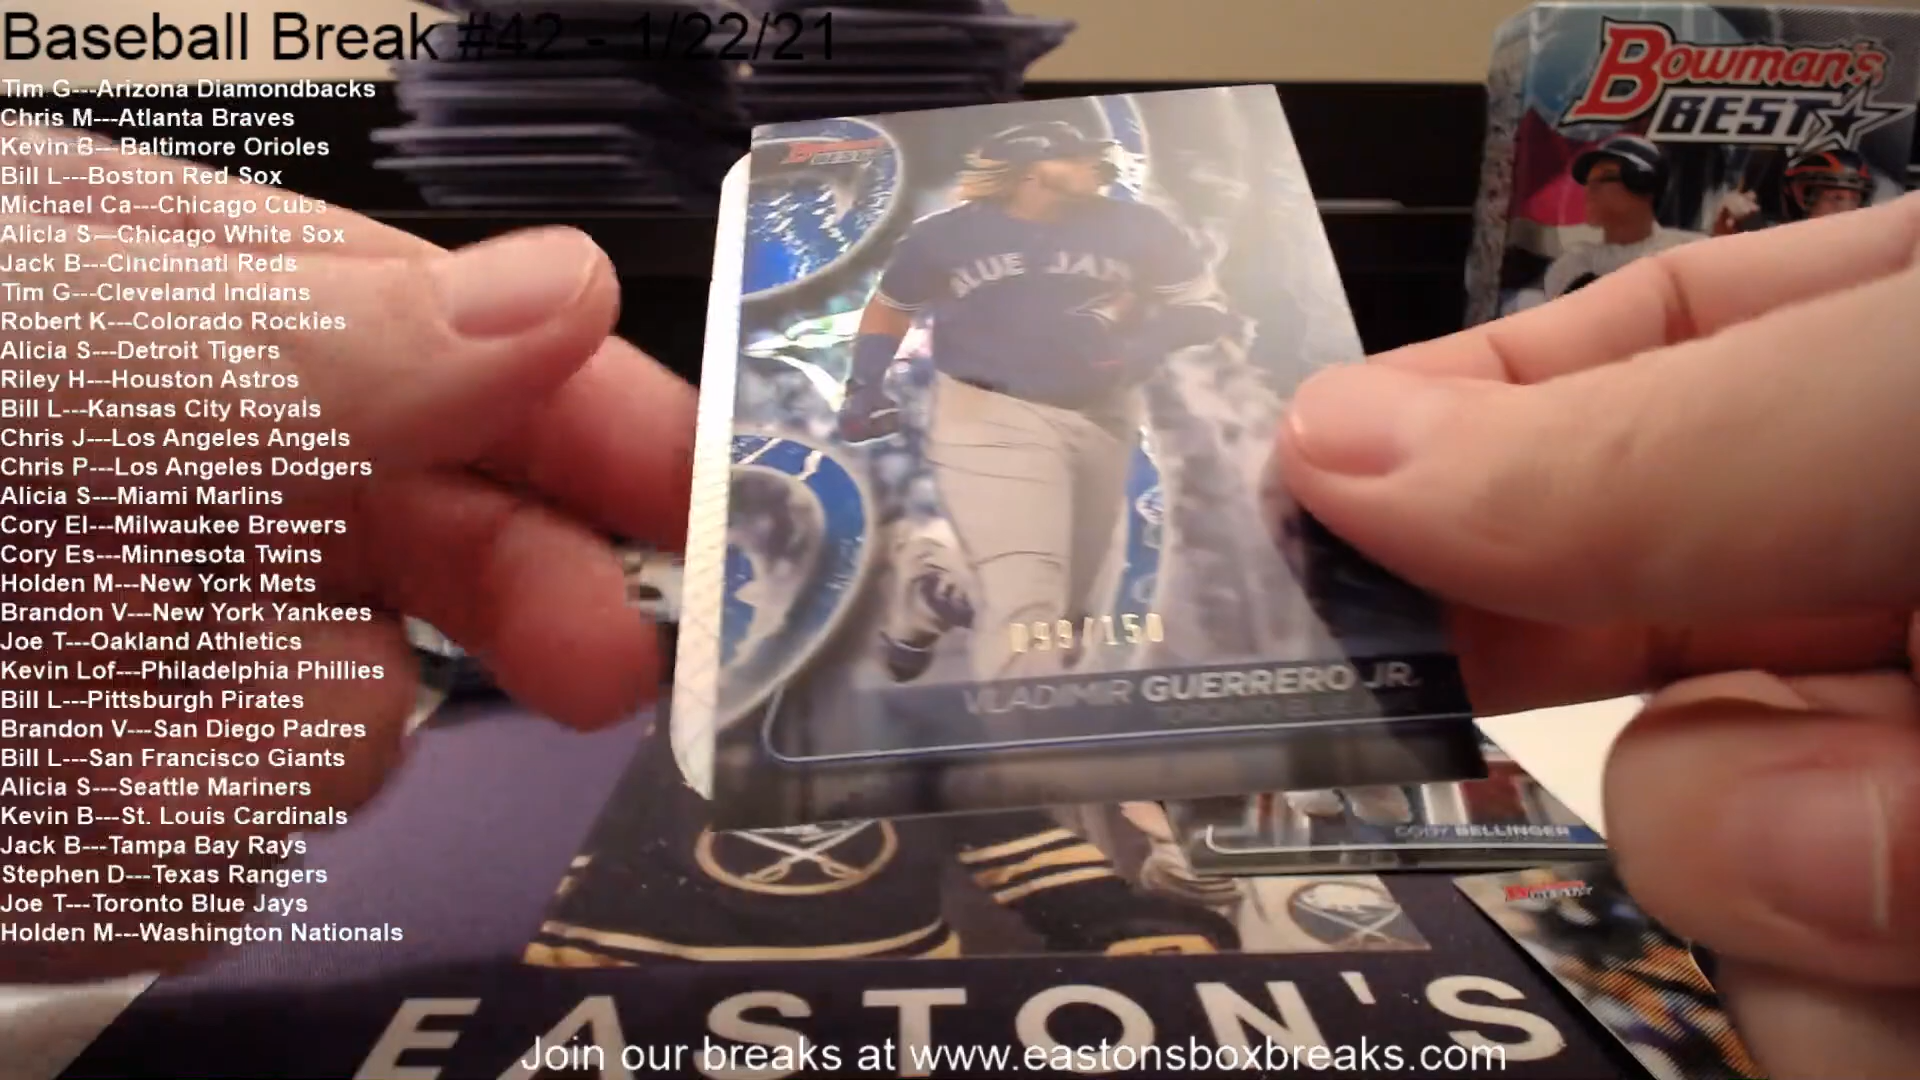 Baseball Break #42 - 1/22/21
Tim G---Arizona Diamondbacks
Chris M---Atlanta Braves
Kevin B---Baltimore Orioles
Bill L---Boston Red Sox
Michael Ca---Chicago Cubs
Alicia S---Chicago White Sox
Jack B---Cincinnati Reds
Tim G---Cleveland Indians
Robert K---Colorado Rockies
Alicia S---Detroit Tigers
Riley H---Houston Astros
Bill L---Kansas City Royals
Chris J---Los Angeles Angels
Chris P---Los Angeles Dodgers
Alicia S---Miami Marlins
Cory El---Milwaukee Brewers
Cory Es---Minnesota Twins
Holden M---New York Mets
Brandon V---New York Yankees
Joe T---Oakland Athletics
Kevin Lof---Philadelphia Phillies
Bill L---Pittsburgh Pirates
Brandon V---San Diego Padres
Bill L---San Francisco Giants
Alicia S---Seattle Mariners
Kevin B---St. Louis Cardinals
Jack B---Tampa Bay Rays
Stephen D---Texas Rangers
Joe T---Toronto Blue Jays
Holden M---Washington Nationals
BOWMAN'S
BEST
BOWMAN'S
BEST
BLUE JAYS
099/150
VLADIMIR GUERRERO JR.
TORONTO BLUE
CODY BELLINGER
EASTON'S
Join our breaks at www.eastonsboxbreaks.com